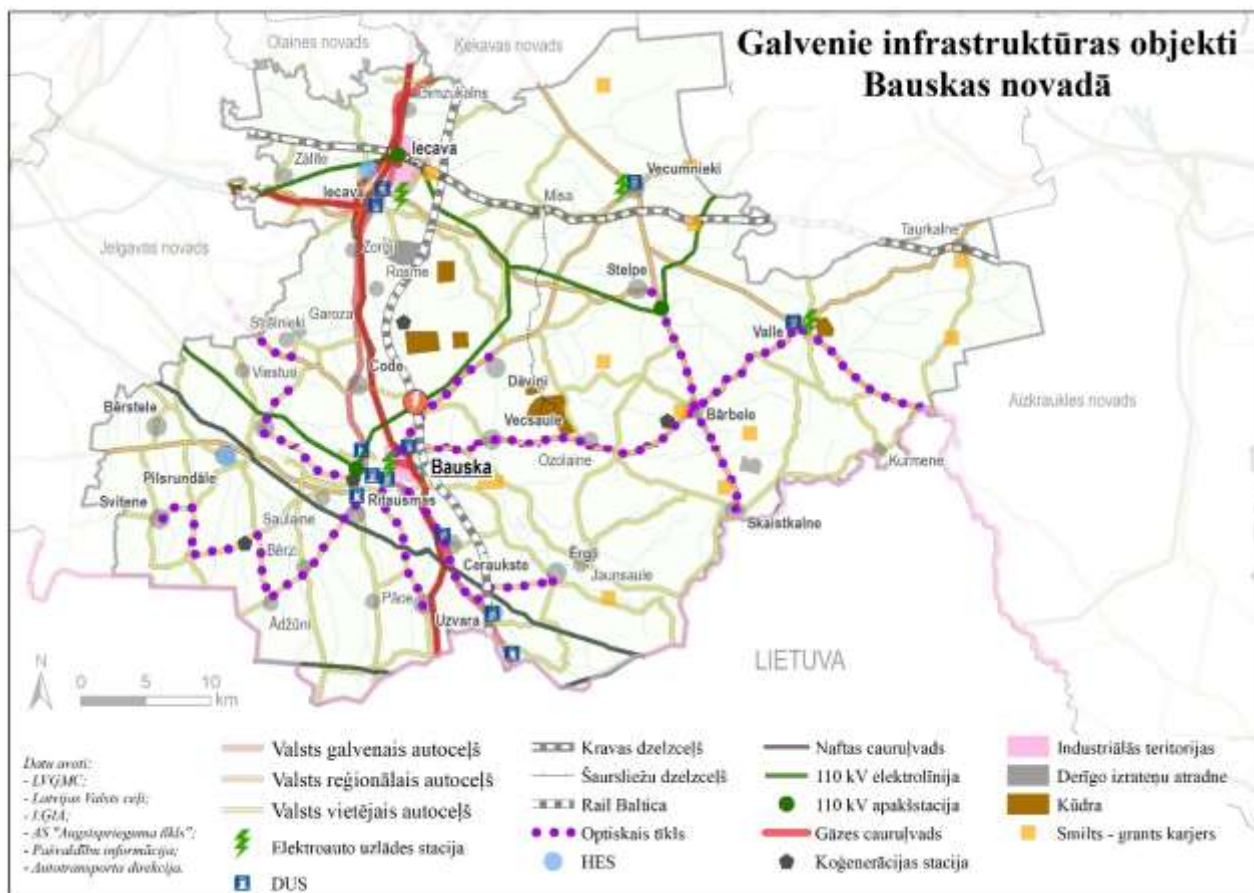 Galvenie infrastruktūras objekti
Bauskas novadā
Olaines novads
Ķekavas novads
Dimzukalns
Iecava
Zālīte
Iecava
Vecumnieki
Misa
Taurkalne
Jelgavas novads
Zorģi
Rosme
Stelpe
Garoza
Strēlnieki
Valle
Code
Viesturi
Dāviņi
Bērstele
Vecsaule
Bārbele
Aizkraukles novads
Ozolaine
Kurmene
Pilsrundāle
Bauska
Svitene
Rītausmas
Saulaine
Skaistkalne
Bērzi
Ērgļi
Ceraukste
Jaunsaule
Pāce
Uzvara
Ādžūni
LIETUVA
N
0 5 10
km
Datu avoti:
- LVĢMC;
- Latvijas Valsts ceļi;
- LĢIA;
- AS "Augstsprieguma tīkls";
- Pašvaldību informācija;
- Autotransporta direkcija.
Valsts galvenais autoceļš
Valsts reģionālais autoceļš
Valsts vietējais autoceļš
Elektroauto uzlādes stacija
DUS
Kravas dzelzceļš
Šaursliežu dzelzceļš
Rail Baltica
Optiskais tīkls
HES
Naftas cauruļvads
110 kV elektrolīnija
110 kV apakšstacija
Gāzes cauruļvads
Koģenerācijas stacija
Industriālās teritorijas
Derīgo izrakteņu atradne
Kūdra
Smilts - grants karjers